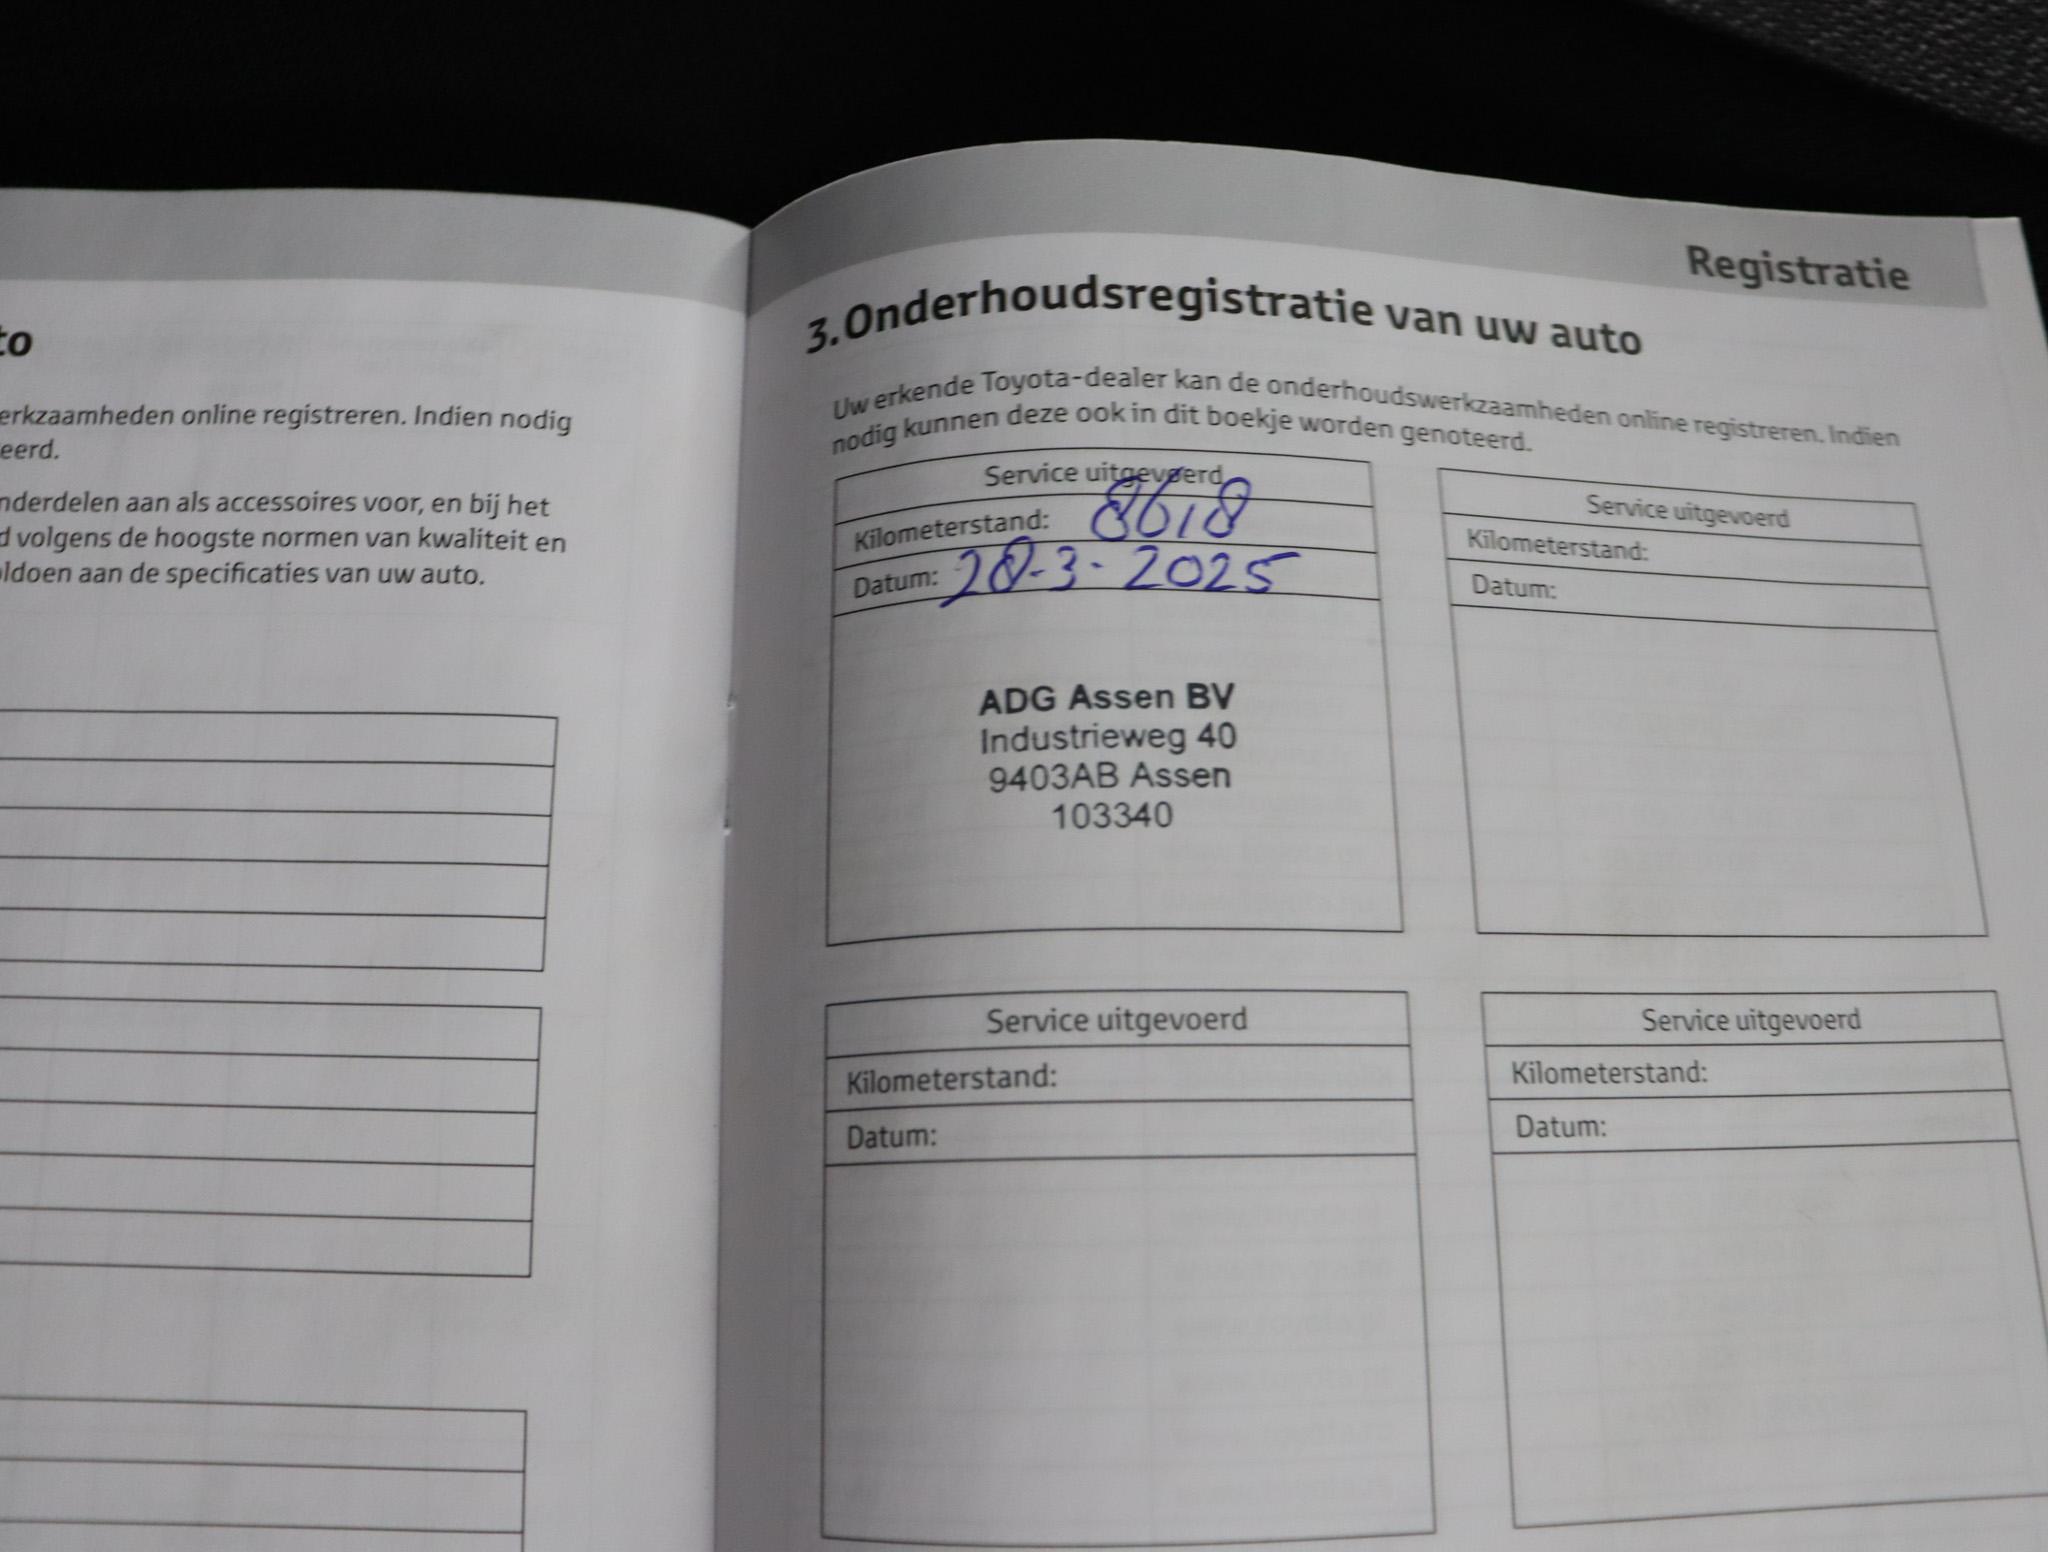 to
erkzaamheden online registreren. Indien nodig
eerd.
nderdelen aan als accessoires voor, en bij het
d volgens de hoogste normen van kwaliteit en
ldoen aan de specificaties van uw auto.
Registratie
3. Onderhoudsregistratie van uw auto
Uw erkende Toyota-dealer kan de onderhoudswerkzaamheden online registreren. Indien
nodig kunnen deze ook in dit boekje worden genoteerd.
Service uitgevoerd
Kilometerstand: 8618
Datum: 28-3-2025
ADG Assen BV
Industrieweg 40
9403AB Assen
103340
Service uitgevoerd
Kilometerstand:
Datum:
Service uitgevoerd
Kilometerstand:
Datum:
Service uitgevoerd
Kilometerstand:
Datum: